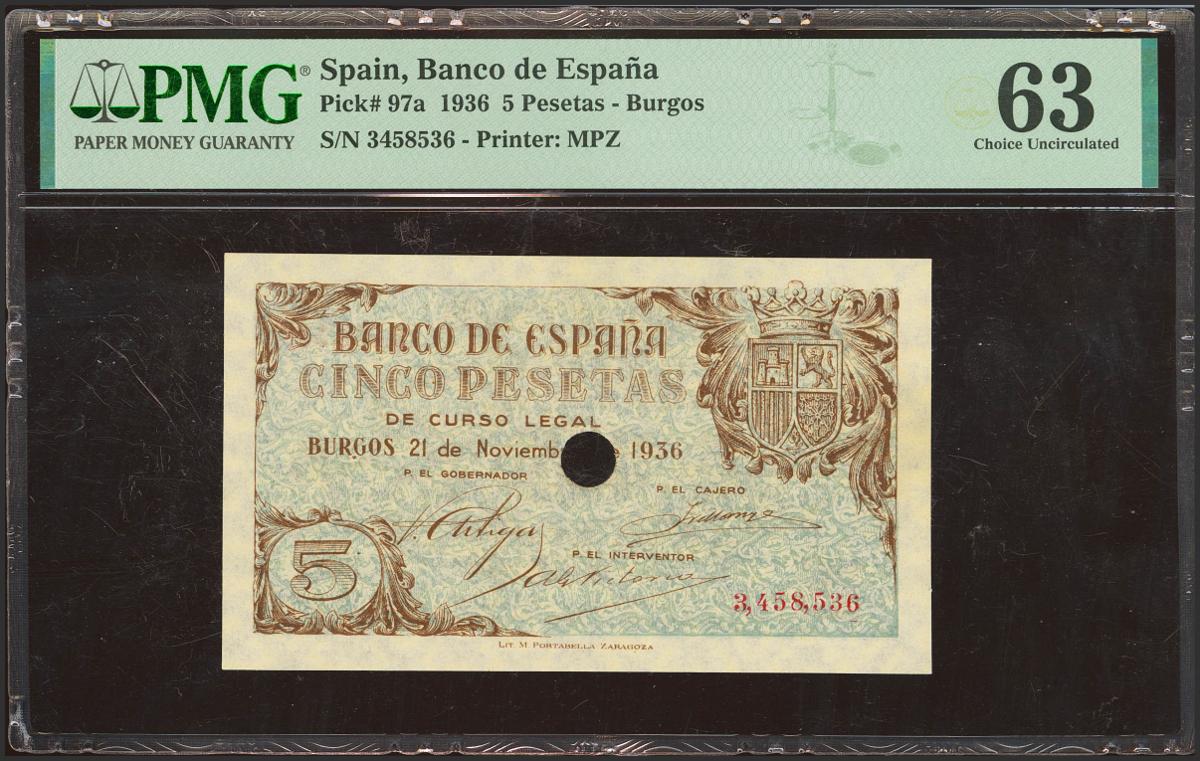 PMG®
PAPER MONEY GUARANTY
Spain, Banco de España
Pick# 97a 1936 5 Pesetas - Burgos
S/N 3458536 - Printer: MPZ
63
Choice Uncirculated
BANCO DE ESPAÑA
CINCO PESETAS
DE CURSO LEGAL
BURGOS 21 de Noviemb e 1936
P. EL GOBERNADOR
P. EL CAJERO
P. EL INTERVENTOR
5
3,458,536
LIT. M. PORTABELLA ZARAGOZA